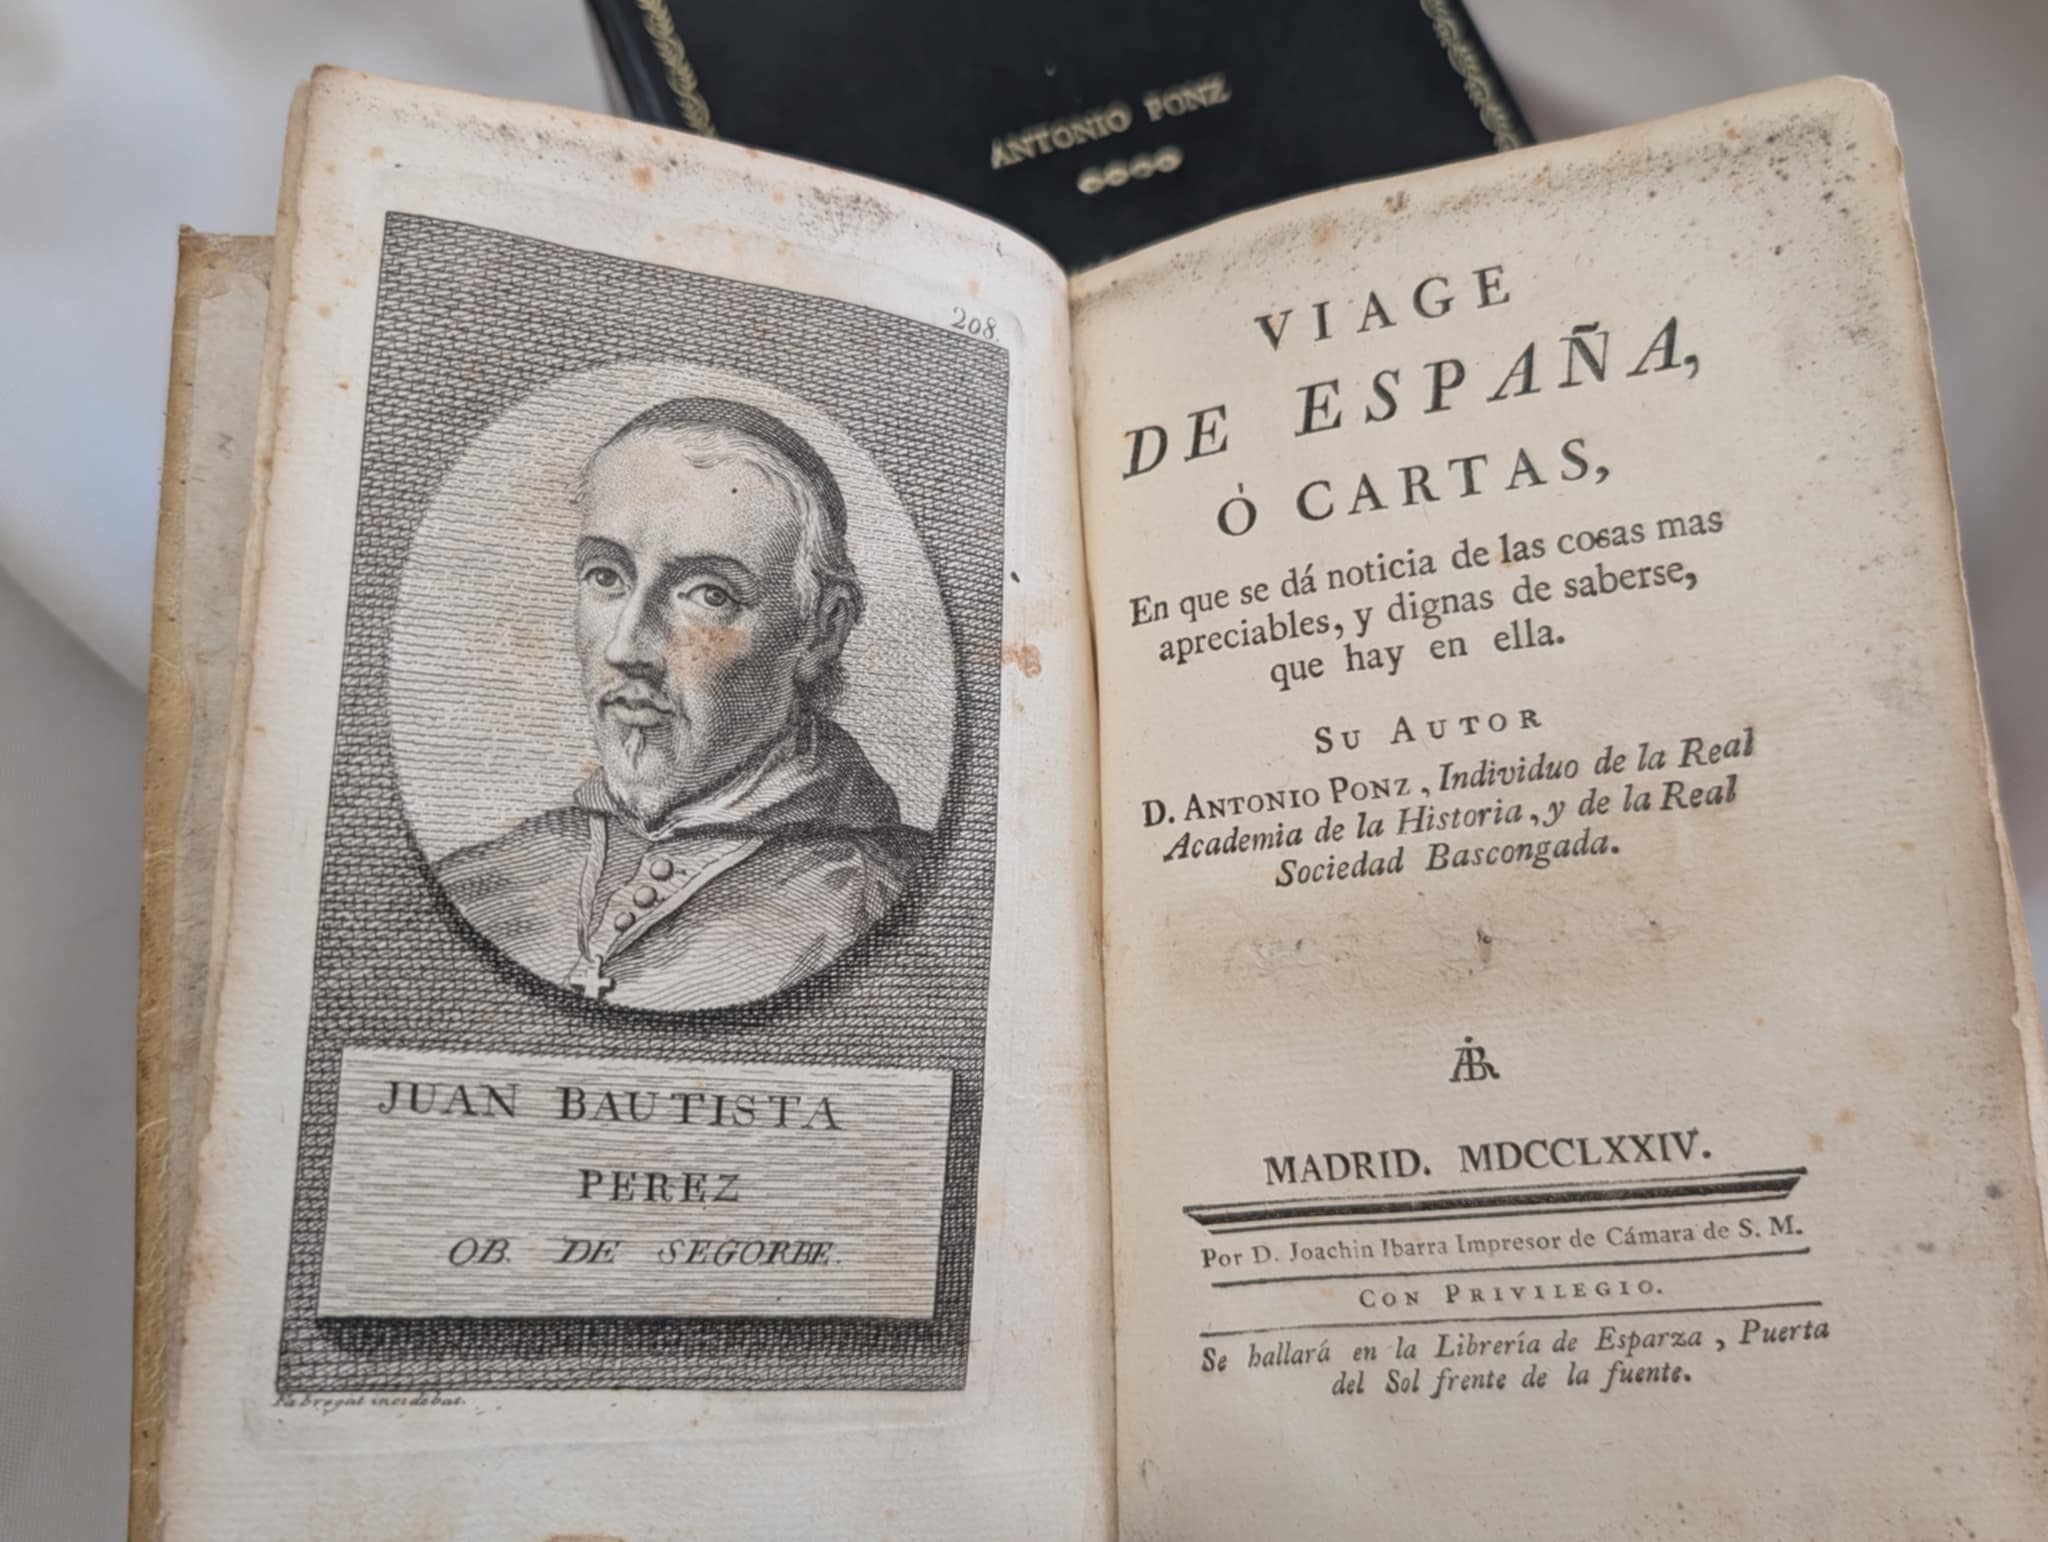 ANTONIO PONZ
208.
JUAN BAUTISTA
PEREZ
OB. DE SEGORBE.
Fabregat incidebat.
VIAGE
DE ESPAÑA,
Ó CARTAS,
En que se dá noticia de las cosas mas
apreciables, y dignas de saberse,
que hay en ella.
SU AUTOR
D. ANTONIO PONZ, Individuo de la Real
Academia de la Historia, y de la Real
Sociedad Bascongada.
MADRID. MDCCLXXIV.
Por D. Joachin Ibarra Impresor de Cámara de S. M.
CON PRIVILEGIO.
Se hallará en la Librería de Esparza, Puerta
del Sol frente de la fuente.